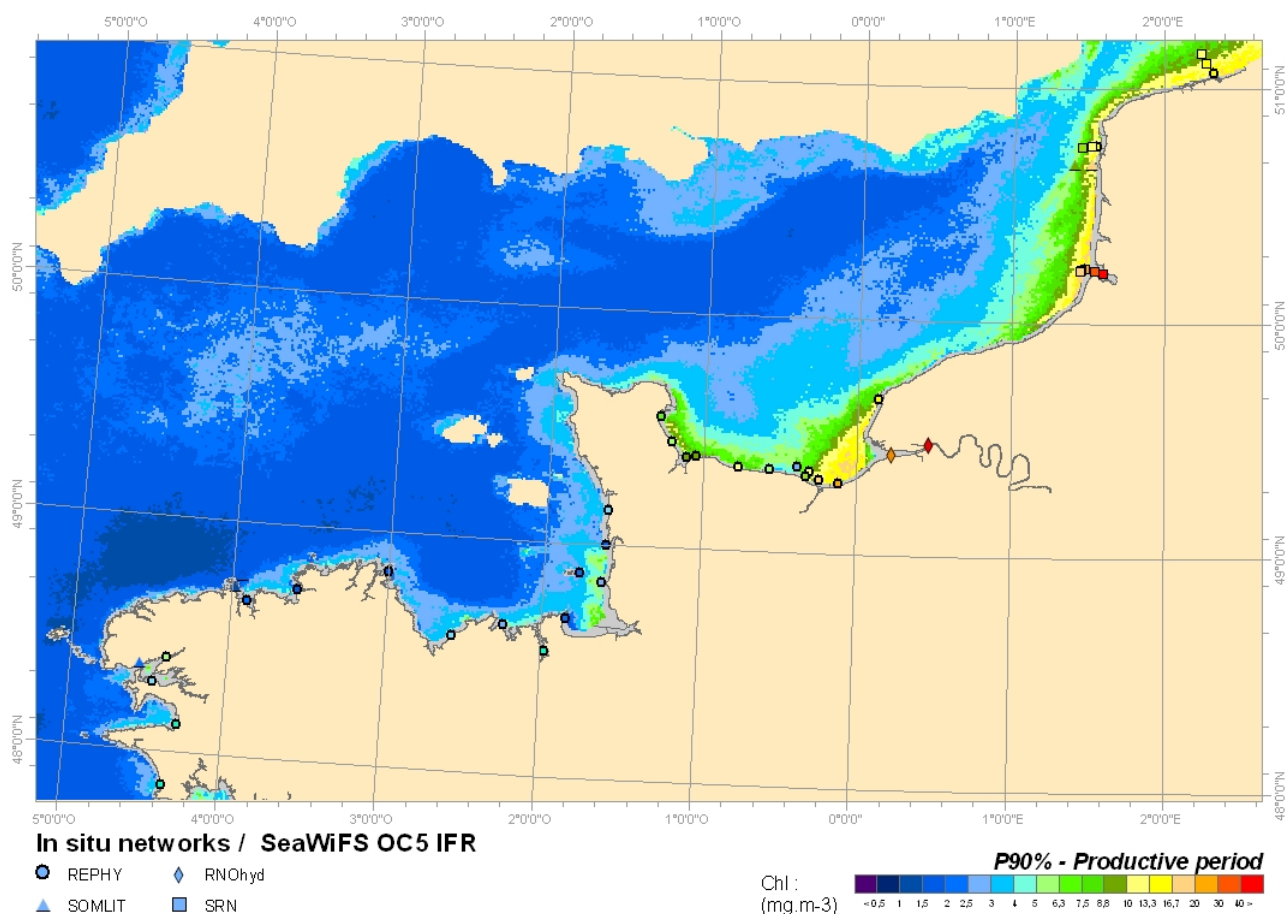 5°0'0"O 4°0'0"O 3°0'0"O 2°0'0"O 1°0'0"O 0°0'0" 1°0'0"E 2°0'0"E
51°0'0"N
50°0'0"N 50°0'0"N
49°0'0"N 49°0'0"N
48°0'0"N 48°0'0"N
5°0'0"O 4°0'0"O 3°0'0"O 2°0'0"O 1°0'0"O 0°0'0" 1°0'0"E 2°0'0"E
In situ networks / SeaWiFS OC5 IFR
REPHY RNOhyd
SOMLIT SRN
P90% - Productive period
Chl :
(mg.m-3)
<0,5 1 1,5 2 2,5 3 4 5 6,3 7,5 8,8 10 13,3 16,7 20 30 40 >